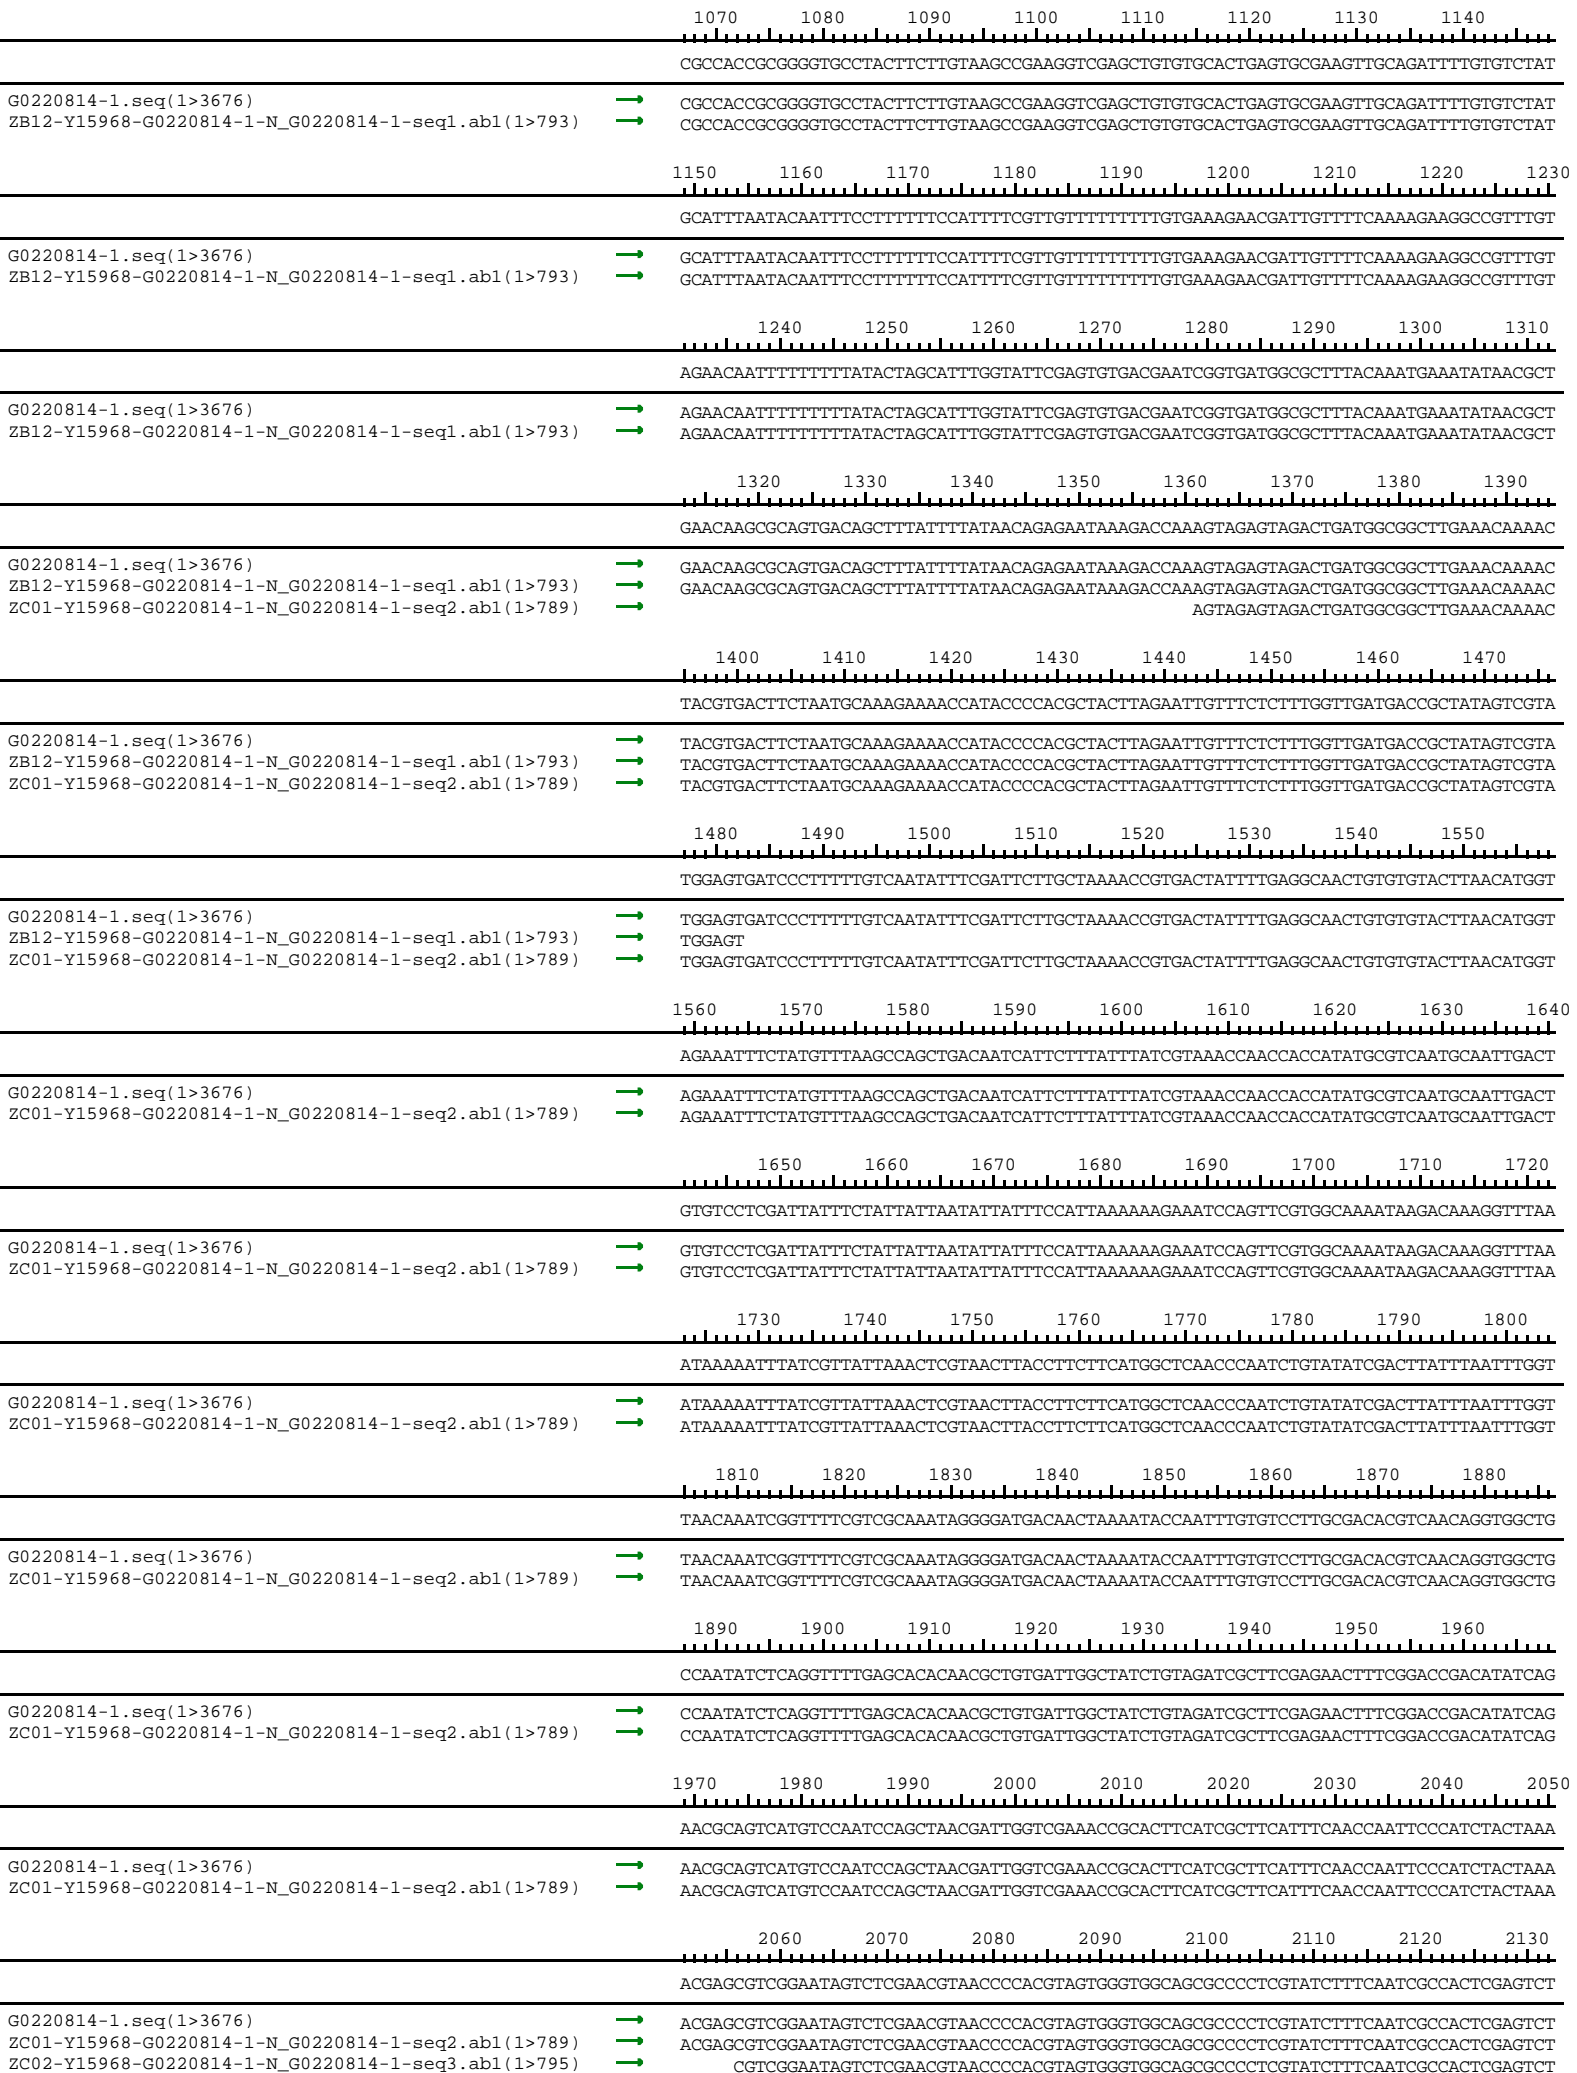 1070 1080 1090 1100 1110 1120 1130 1140
CGCCACCGCGGGGTGCCTACTTCTTGTAAGCCGAAGGTCGAGCTGTGTGCACTGAGTGCGAAGTTGCAGATTTTGTGTCTAT
G0220814-1.seq(1>3676) CGCCACCGCGGGGTGCCTACTTCTTGTAAGCCGAAGGTCGAGCTGTGTGCACTGAGTGCGAAGTTGCAGATTTTGTGTCTAT
ZB12-Y15968-G0220814-1-N_G0220814-1-seq1.ab1(1>793) CGCCACCGCGGGGTGCCTACTTCTTGTAAGCCGAAGGTCGAGCTGTGTGCACTGAGTGCGAAGTTGCAGATTTTGTGTCTAT
1150 1160 1170 1180 1190 1200 1210 1220 1230
GCATTTAATACAATTTCCTTTTTTCCATTTTCGTTGTTTTTTTTTGTGAAAGAACGATTGTTTTCAAAAGAAGGCCGTTTGT
G0220814-1.seq(1>3676) GCATTTAATACAATTTCCTTTTTTCCATTTTCGTTGTTTTTTTTTGTGAAAGAACGATTGTTTTCAAAAGAAGGCCGTTTGT
ZB12-Y15968-G0220814-1-N_G0220814-1-seq1.ab1(1>793) GCATTTAATACAATTTCCTTTTTTCCATTTTCGTTGTTTTTTTTTGTGAAAGAACGATTGTTTTCAAAAGAAGGCCGTTTGT
1240 1250 1260 1270 1280 1290 1300 1310
AGAACAATTTTTTTTTATACTAGCATTTGGTATTCGAGTGTGACGAATCGGTGATGGCGCTTTACAAATGAAATATAACGCT
G0220814-1.seq(1>3676) AGAACAATTTTTTTTTATACTAGCATTTGGTATTCGAGTGTGACGAATCGGTGATGGCGCTTTACAAATGAAATATAACGCT
ZB12-Y15968-G0220814-1-N_G0220814-1-seq1.ab1(1>793) AGAACAATTTTTTTTTATACTAGCATTTGGTATTCGAGTGTGACGAATCGGTGATGGCGCTTTACAAATGAAATATAACGCT
1320 1330 1340 1350 1360 1370 1380 1390
GAACAAGCGCAGTGACAGCTTTATTTTATAACAGAGAATAAAGACCAAAGTAGAGTAGACTGATGGCGGCTTGAAACAAAAC
G0220814-1.seq(1>3676) GAACAAGCGCAGTGACAGCTTTATTTTATAACAGAGAATAAAGACCAAAGTAGAGTAGACTGATGGCGGCTTGAAACAAAAC
ZB12-Y15968-G0220814-1-N_G0220814-1-seq1.ab1(1>793) GAACAAGCGCAGTGACAGCTTTATTTTATAACAGAGAATAAAGACCAAAGTAGAGTAGACTGATGGCGGCTTGAAACAAAAC
ZC01-Y15968-G0220814-1-N_G0220814-1-seq2.ab1(1>789) AGTAGAGTAGACTGATGGCGGCTTGAAACAAAAC
1400 1410 1420 1430 1440 1450 1460 1470
TACGTGACTTCTAATGCAAAGAAAACCATACCCCACGCTACTTAGAATTGTTTCTCTTTGGTTGATGACCGCTATAGTCGTA
G0220814-1.seq(1>3676) TACGTGACTTCTAATGCAAAGAAAACCATACCCCACGCTACTTAGAATTGTTTCTCTTTGGTTGATGACCGCTATAGTCGTA
ZB12-Y15968-G0220814-1-N_G0220814-1-seq1.ab1(1>793) TACGTGACTTCTAATGCAAAGAAAACCATACCCCACGCTACTTAGAATTGTTTCTCTTTGGTTGATGACCGCTATAGTCGTA
ZC01-Y15968-G0220814-1-N_G0220814-1-seq2.ab1(1>789) TACGTGACTTCTAATGCAAAGAAAACCATACCCCACGCTACTTAGAATTGTTTCTCTTTGGTTGATGACCGCTATAGTCGTA
1480 1490 1500 1510 1520 1530 1540 1550
TGGAGTGATCCCTTTTTGTCAATATTTCGATTCTTGCTAAAACCGTGACTATTTTGAGGCAACTGTGTGTACTTAACATGGT
G0220814-1.seq(1>3676) TGGAGTGATCCCTTTTTGTCAATATTTCGATTCTTGCTAAAACCGTGACTATTTTGAGGCAACTGTGTGTACTTAACATGGT
ZB12-Y15968-G0220814-1-N_G0220814-1-seq1.ab1(1>793) TGGAGT
ZC01-Y15968-G0220814-1-N_G0220814-1-seq2.ab1(1>789) TGGAGTGATCCCTTTTTGTCAATATTTCGATTCTTGCTAAAACCGTGACTATTTTGAGGCAACTGTGTGTACTTAACATGGT
1560 1570 1580 1590 1600 1610 1620 1630 1640
AGAAATTTCTATGTTTAAGCCAGCTGACAATCATTCTTTATTTATCGTAAACCAACCACCATATGCGTCAATGCAATTGACT
G0220814-1.seq(1>3676) AGAAATTTCTATGTTTAAGCCAGCTGACAATCATTCTTTATTTATCGTAAACCAACCACCATATGCGTCAATGCAATTGACT
ZC01-Y15968-G0220814-1-N_G0220814-1-seq2.ab1(1>789) AGAAATTTCTATGTTTAAGCCAGCTGACAATCATTCTTTATTTATCGTAAACCAACCACCATATGCGTCAATGCAATTGACT
1650 1660 1670 1680 1690 1700 1710 1720
GTGTCCTCGATTATTTCTATTATTAATATTATTTCCATTAAAAAAGAAATCCAGTTCGTGGCAAAATAAGACAAAGGTTTAA
G0220814-1.seq(1>3676) GTGTCCTCGATTATTTCTATTATTAATATTATTTCCATTAAAAAAGAAATCCAGTTCGTGGCAAAATAAGACAAAGGTTTAA
ZC01-Y15968-G0220814-1-N_G0220814-1-seq2.ab1(1>789) GTGTCCTCGATTATTTCTATTATTAATATTATTTCCATTAAAAAAGAAATCCAGTTCGTGGCAAAATAAGACAAAGGTTTAA
1730 1740 1750 1760 1770 1780 1790 1800
ATAAAAATTTATCGTTATTAAACTCGTAACTTACCTTCTTCATGGCTCAACCCAATCTGTATATCGACTTATTTAATTTGGT
G0220814-1.seq(1>3676) ATAAAAATTTATCGTTATTAAACTCGTAACTTACCTTCTTCATGGCTCAACCCAATCTGTATATCGACTTATTTAATTTGGT
ZC01-Y15968-G0220814-1-N_G0220814-1-seq2.ab1(1>789) ATAAAAATTTATCGTTATTAAACTCGTAACTTACCTTCTTCATGGCTCAACCCAATCTGTATATCGACTTATTTAATTTGGT
1810 1820 1830 1840 1850 1860 1870 1880
TAACAAATCGGTTTTCGTCGCAAATAGGGGATGACAACTAAAATACCAATTTGTGTCCTTGCGACACGTCAACAGGTGGCTG
G0220814-1.seq(1>3676) TAACAAATCGGTTTTCGTCGCAAATAGGGGATGACAACTAAAATACCAATTTGTGTCCTTGCGACACGTCAACAGGTGGCTG
ZC01-Y15968-G0220814-1-N_G0220814-1-seq2.ab1(1>789) TAACAAATCGGTTTTCGTCGCAAATAGGGGATGACAACTAAAATACCAATTTGTGTCCTTGCGACACGTCAACAGGTGGCTG
1890 1900 1910 1920 1930 1940 1950 1960
CCAATATCTCAGGTTTTGAGCACACAACGCTGTGATTGGCTATCTGTAGATCGCTTCGAGAACTTTCGGACCGACATATCAG
G0220814-1.seq(1>3676) CCAATATCTCAGGTTTTGAGCACACAACGCTGTGATTGGCTATCTGTAGATCGCTTCGAGAACTTTCGGACCGACATATCAG
ZC01-Y15968-G0220814-1-N_G0220814-1-seq2.ab1(1>789) CCAATATCTCAGGTTTTGAGCACACAACGCTGTGATTGGCTATCTGTAGATCGCTTCGAGAACTTTCGGACCGACATATCAG
1970 1980 1990 2000 2010 2020 2030 2040 2050
AACGCAGTCATGTCCAATCCAGCTAACGATTGGTCGAAACCGCACTTCATCGCTTCATTTCAACCAATTCCCATCTACTAAA
G0220814-1.seq(1>3676) AACGCAGTCATGTCCAATCCAGCTAACGATTGGTCGAAACCGCACTTCATCGCTTCATTTCAACCAATTCCCATCTACTAAA
ZC01-Y15968-G0220814-1-N_G0220814-1-seq2.ab1(1>789) AACGCAGTCATGTCCAATCCAGCTAACGATTGGTCGAAACCGCACTTCATCGCTTCATTTCAACCAATTCCCATCTACTAAA
2060 2070 2080 2090 2100 2110 2120 2130
ACGAGCGTCGGAATAGTCTCGAACGTAACCCCACGTAGTGGGTGGCAGCGCCCCTCGTATCTTTCAATCGCCACTCGAGTCT
G0220814-1.seq(1>3676) ACGAGCGTCGGAATAGTCTCGAACGTAACCCCACGTAGTGGGTGGCAGCGCCCCTCGTATCTTTCAATCGCCACTCGAGTCT
ZC01-Y15968-G0220814-1-N_G0220814-1-seq2.ab1(1>789) ACGAGCGTCGGAATAGTCTCGAACGTAACCCCACGTAGTGGGTGGCAGCGCCCCTCGTATCTTTCAATCGCCACTCGAGTCT
ZC02-Y15968-G0220814-1-N_G0220814-1-seq3.ab1(1>795) CGTCGGAATAGTCTCGAACGTAACCCCACGTAGTGGGTGGCAGCGCCCCTCGTATCTTTCAATCGCCACTCGAGTCT